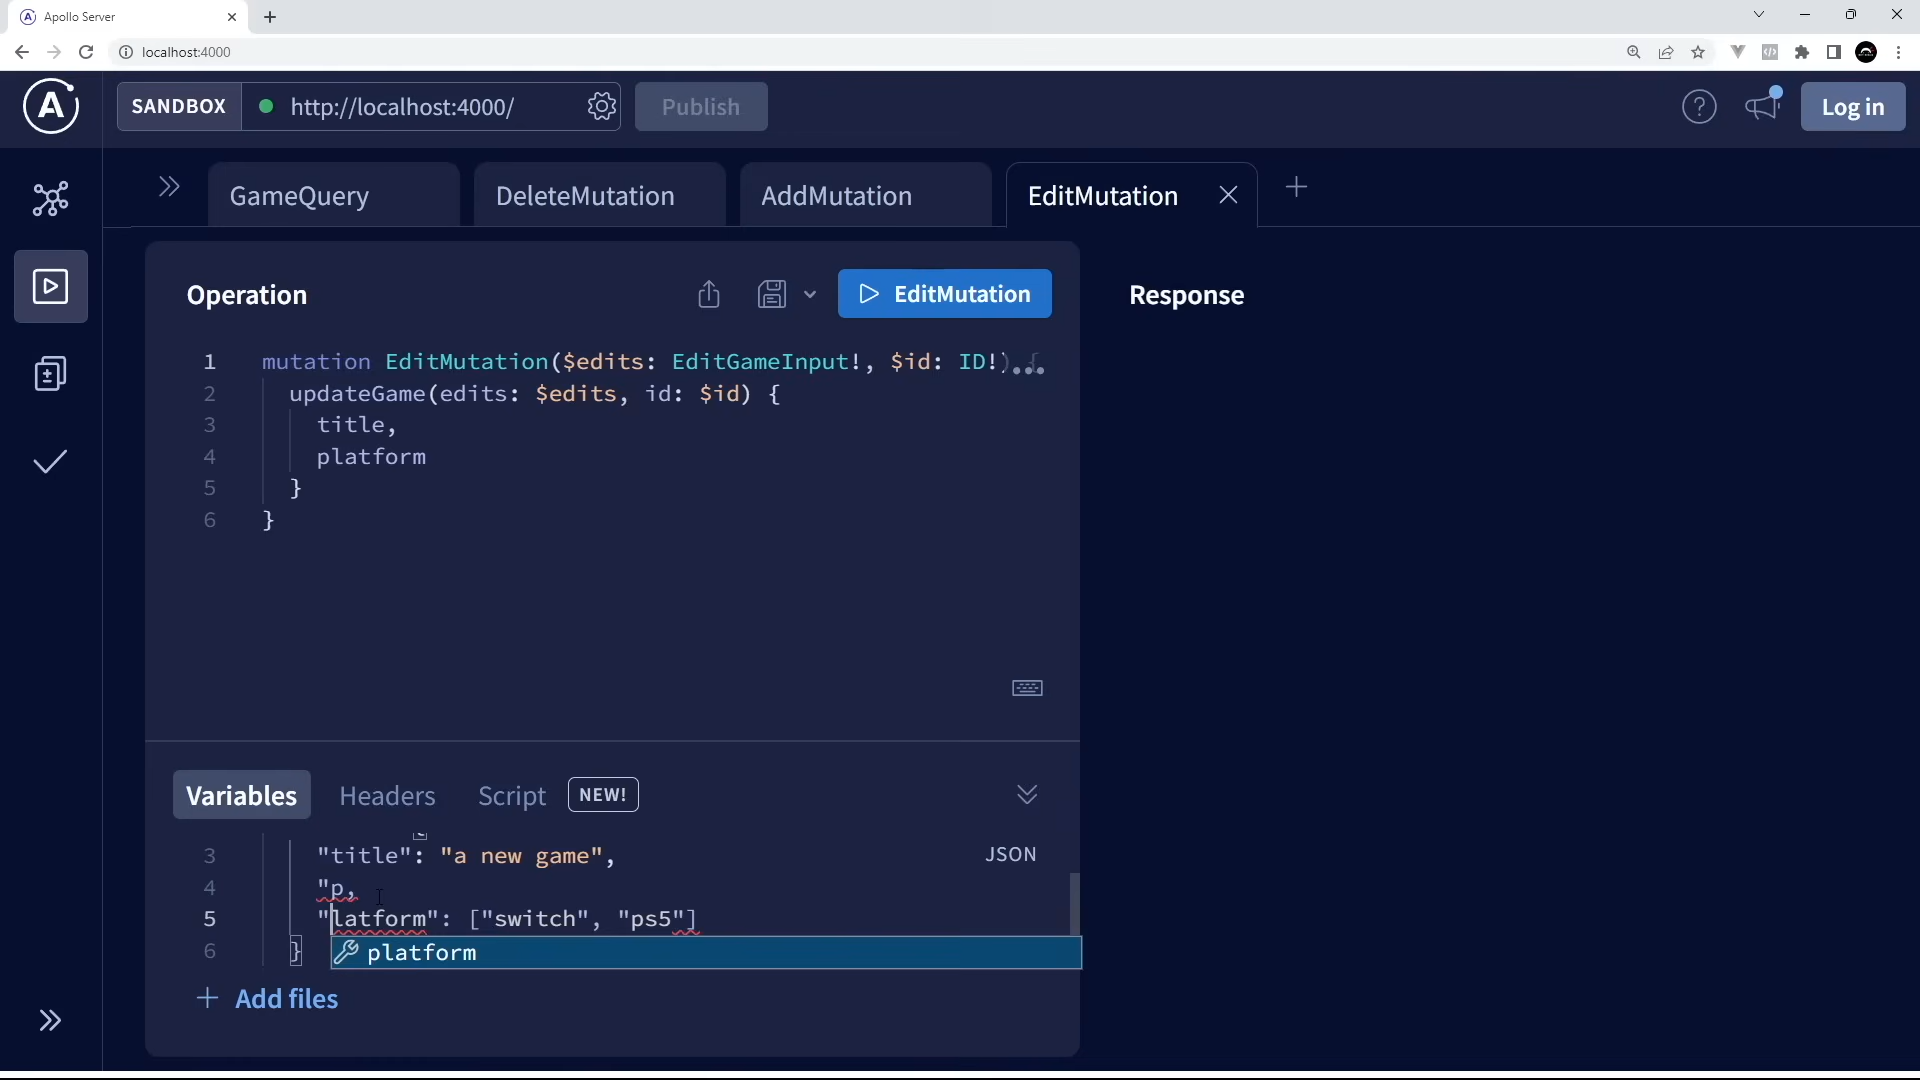 Apollo Server
localhost:4000
SANDBOX
http://localhost:4000/
Publish
Log in
GameQuery
DeleteMutation
AddMutation
EditMutation
Operation
EditMutation
Response
1 mutation EditMutation($edits: EditGameInput!, $id: ID!) {
2 updateGame(edits: $edits, id: $id) {
3 title,
4 platform
5 }
6 }
Variables
Headers
Script
NEW!
JSON
3 "title": "a new game",
4 "p,
5 "latform": ["switch", "ps5"]
6 }
platform
+ Add files